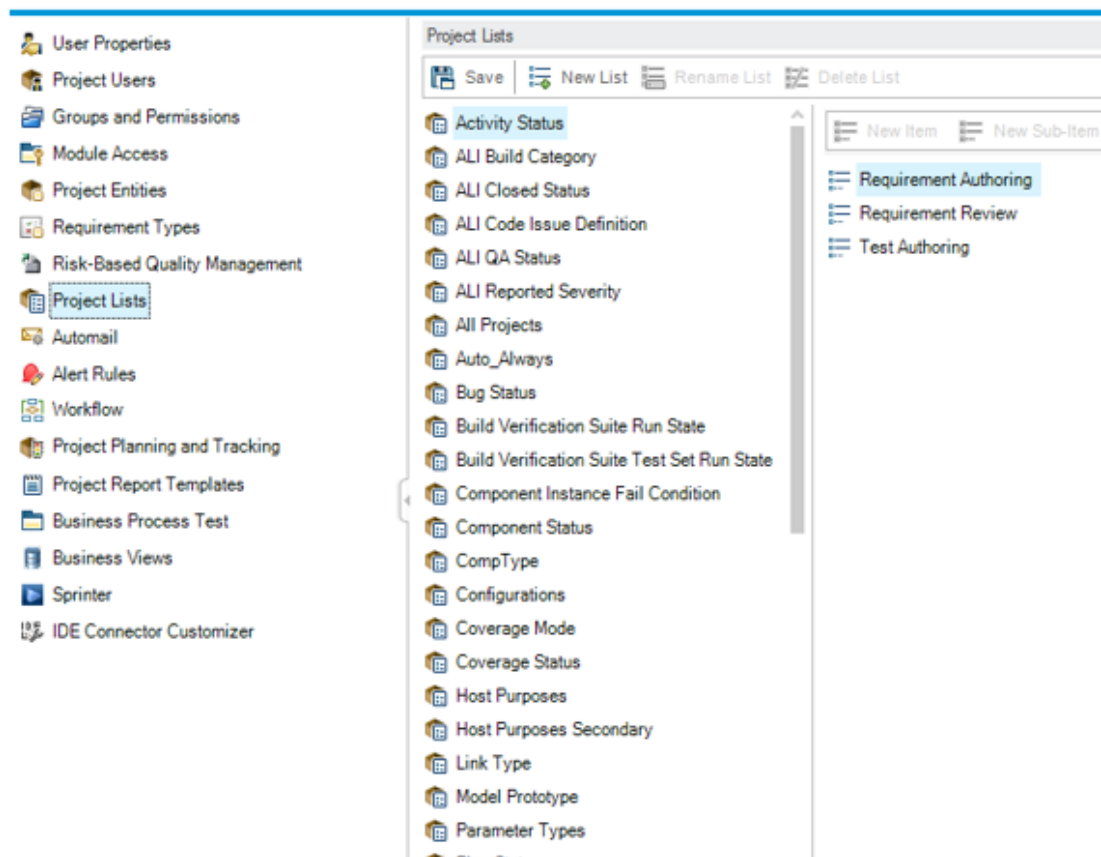 User Properties
Project Users
Groups and Permissions
Module Access
Project Entities
Requirement Types
Risk-Based Quality Management
Project Lists
Automail
Alert Rules
Workflow
Project Planning and Tracking
Project Report Templates
Business Process Test
Business Views
Sprinter
IDE Connector Customizer
Project Lists
Save New List Rename List Delete List
Activity Status
ALI Build Category
ALI Closed Status
ALI Code Issue Definition
ALI QA Status
ALI Reported Severity
All Projects
Auto_Always
Bug Status
Build Verification Suite Run State
Build Verification Suite Test Set Run State
Component Instance Fail Condition
Component Status
CompType
Configurations
Coverage Mode
Coverage Status
Host Purposes
Host Purposes Secondary
Link Type
Model Prototype
Parameter Types
New Item New Sub-Item
Requirement Authoring
Requirement Review
Test Authoring